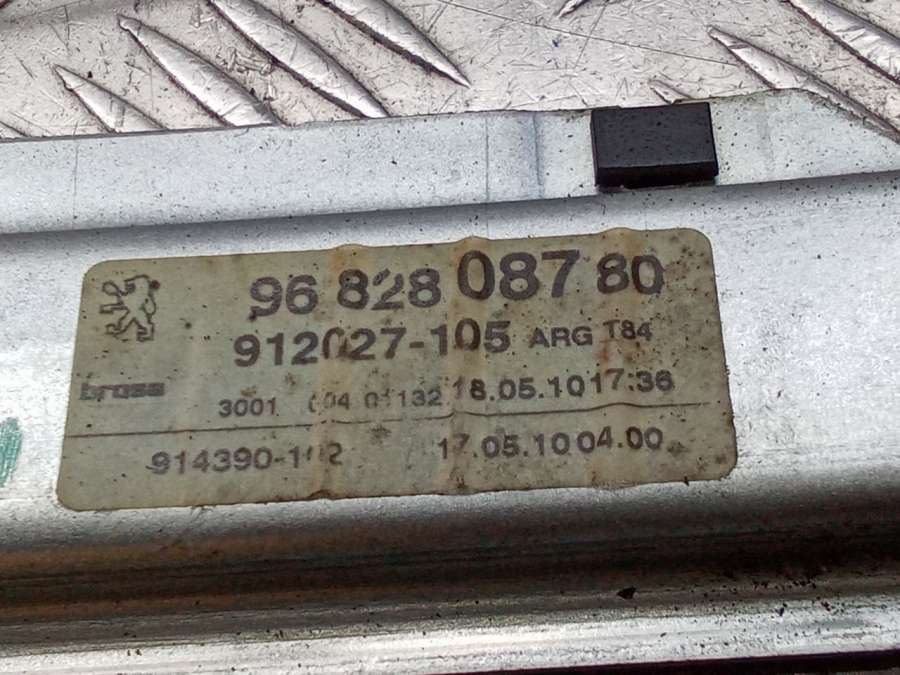 96 828 087 80
912027-105 ARG T84
brose
3001 18.05.10 17:36
17.05.10 04.00